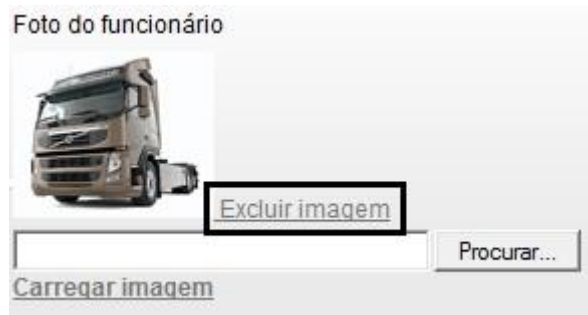 Foto do funcionário
Excluir imagem
Procurar...
Carregar imagem